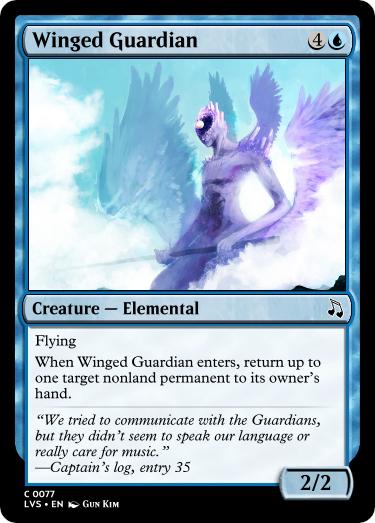 Winged Guardian 4
Creature — Elemental
Flying
When Winged Guardian enters, return up to
one target nonland permanent to its owner's
hand.
“We tried to communicate with the Guardians,
but they didn't seem to speak our language or
really care for music.”
—Captain's log, entry 35
2/2
C 0077
LVS • EN Gun Kim